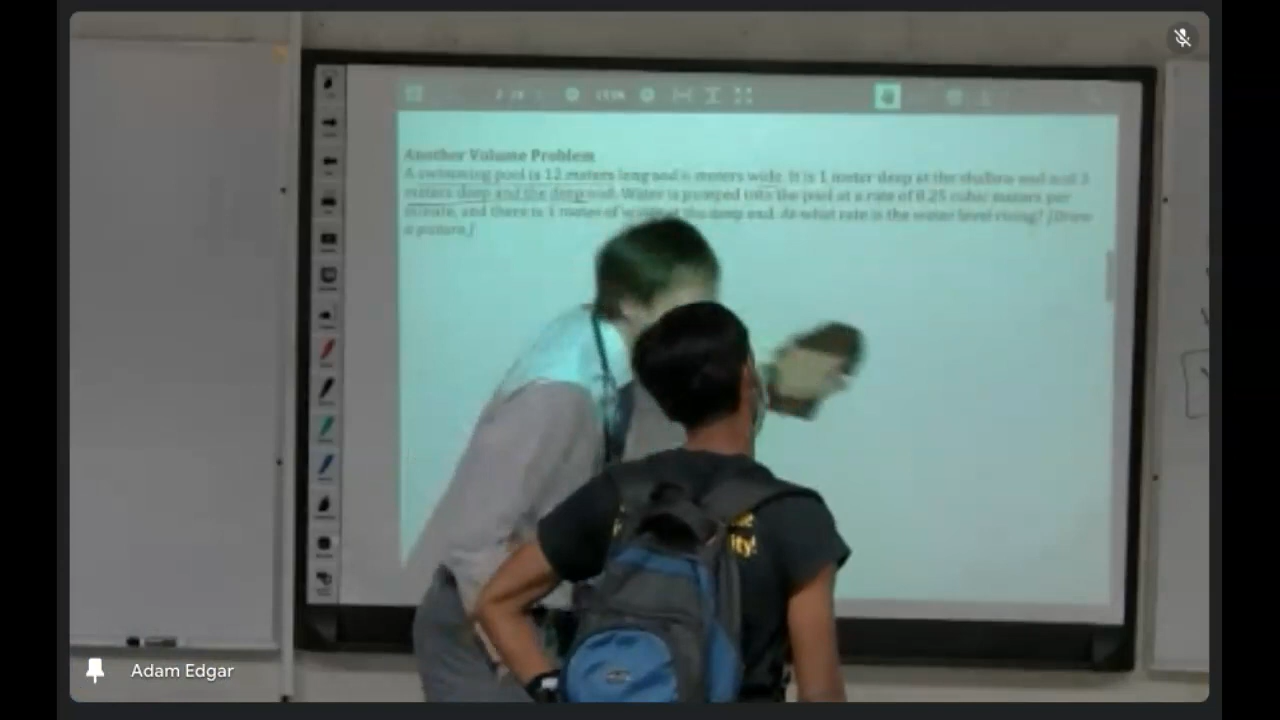 Another Volume Problem
A swimming pool is 12 meters long and 6 meters wide. It is 1 meter deep at the shallow end and 3
meters deep and the deep end. Water is pumped into the pool at a rate of 0.25 cubic meters per
minute, and there is 1 meter of water at the deep end. At what rate is the water level rising? [Draw
a picture.]
Adam Edgar